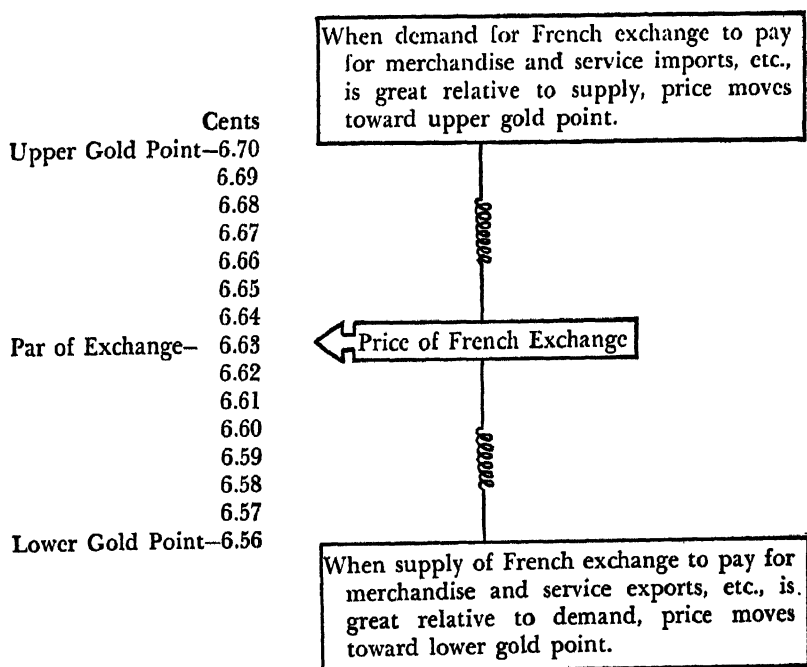 When demand for French exchange to pay
for merchandise and service imports, etc.,
is great relative to supply, price moves
toward upper gold point.
Cents
Upper Gold Point—6.70
6.69
6.68
6.67
6.66
6.65
6.64
Par of Exchange— 6.63
Price of French Exchange
6.62
6.61
6.60
6.59
6.58
6.57
Lower Gold Point—6.56
When supply of French exchange to pay for
merchandise and service exports, etc., is
great relative to demand, price moves
toward lower gold point.